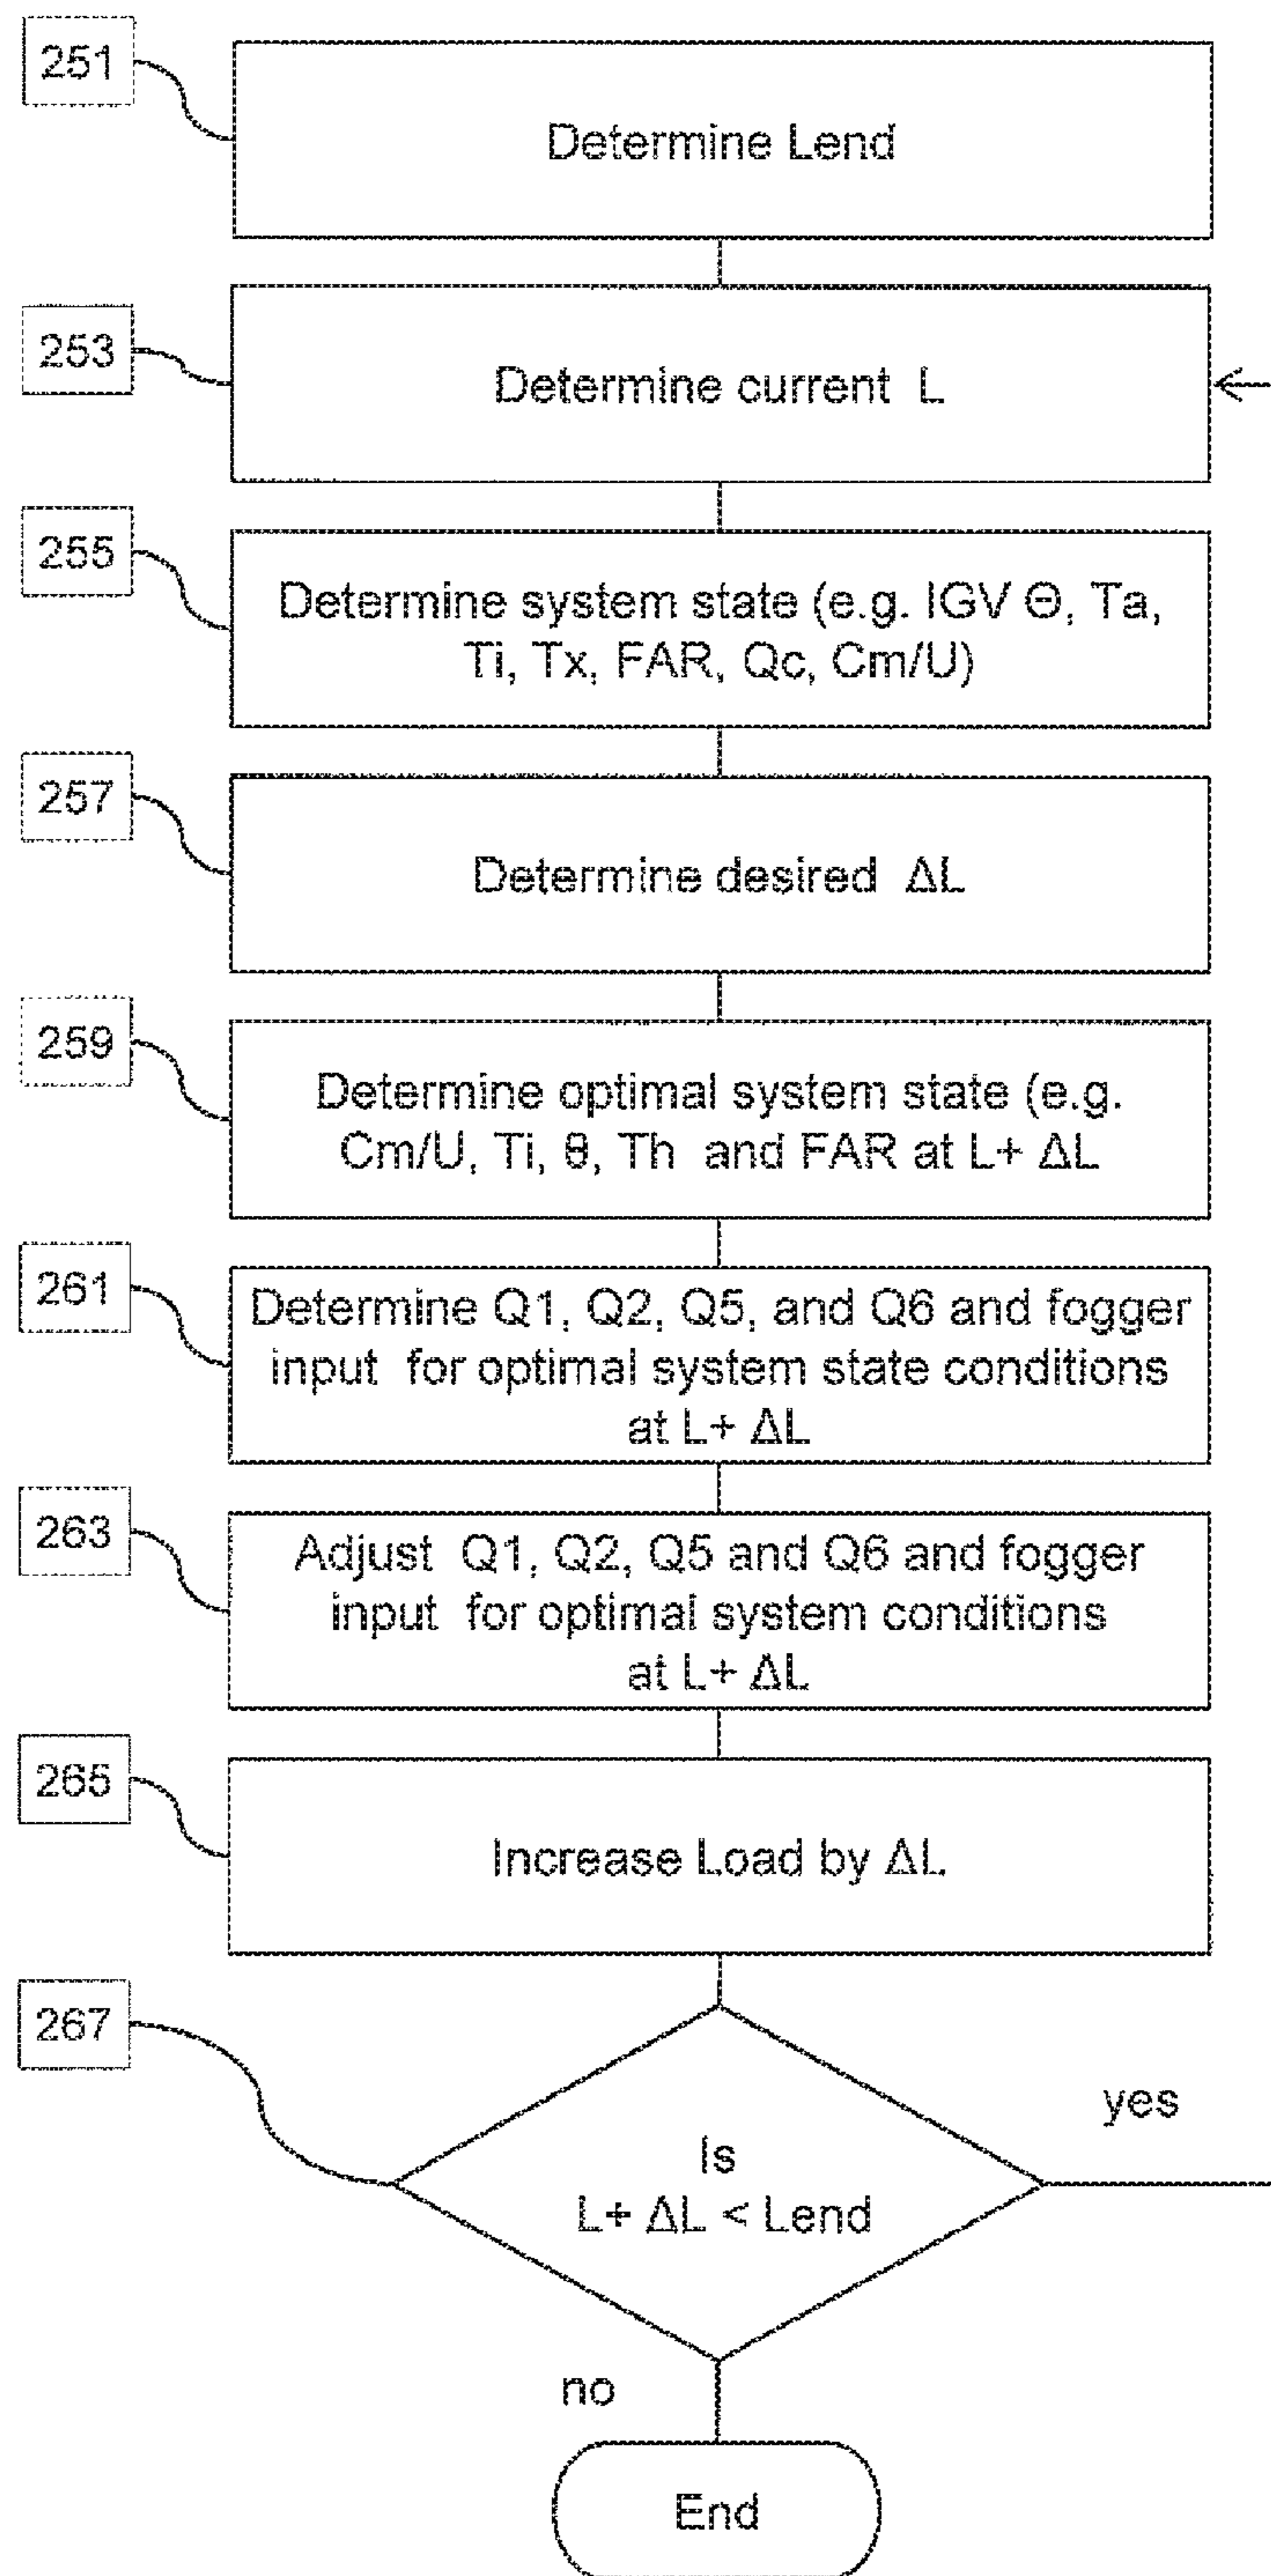 251
Determine Lend
253
Determine current L
255
Determine system state (e.g. IGV Θ, Ta,
Ti, Tx, FAR, Qc, Cm/U)
257
Determine desired ΔL
259
Determine optimal system state (e.g.
Cm/U, Ti, θ, Th and FAR at L+ ΔL
261
Determine Q1, Q2, Q5, and Q6 and fogger
input for optimal system state conditions
at L+ ΔL
263
Adjust Q1, Q2, Q5 and Q6 and fogger
input for optimal system conditions
at L+ ΔL
265
Increase Load by ΔL
267
yes
Is
L+ ΔL < Lend
no
End